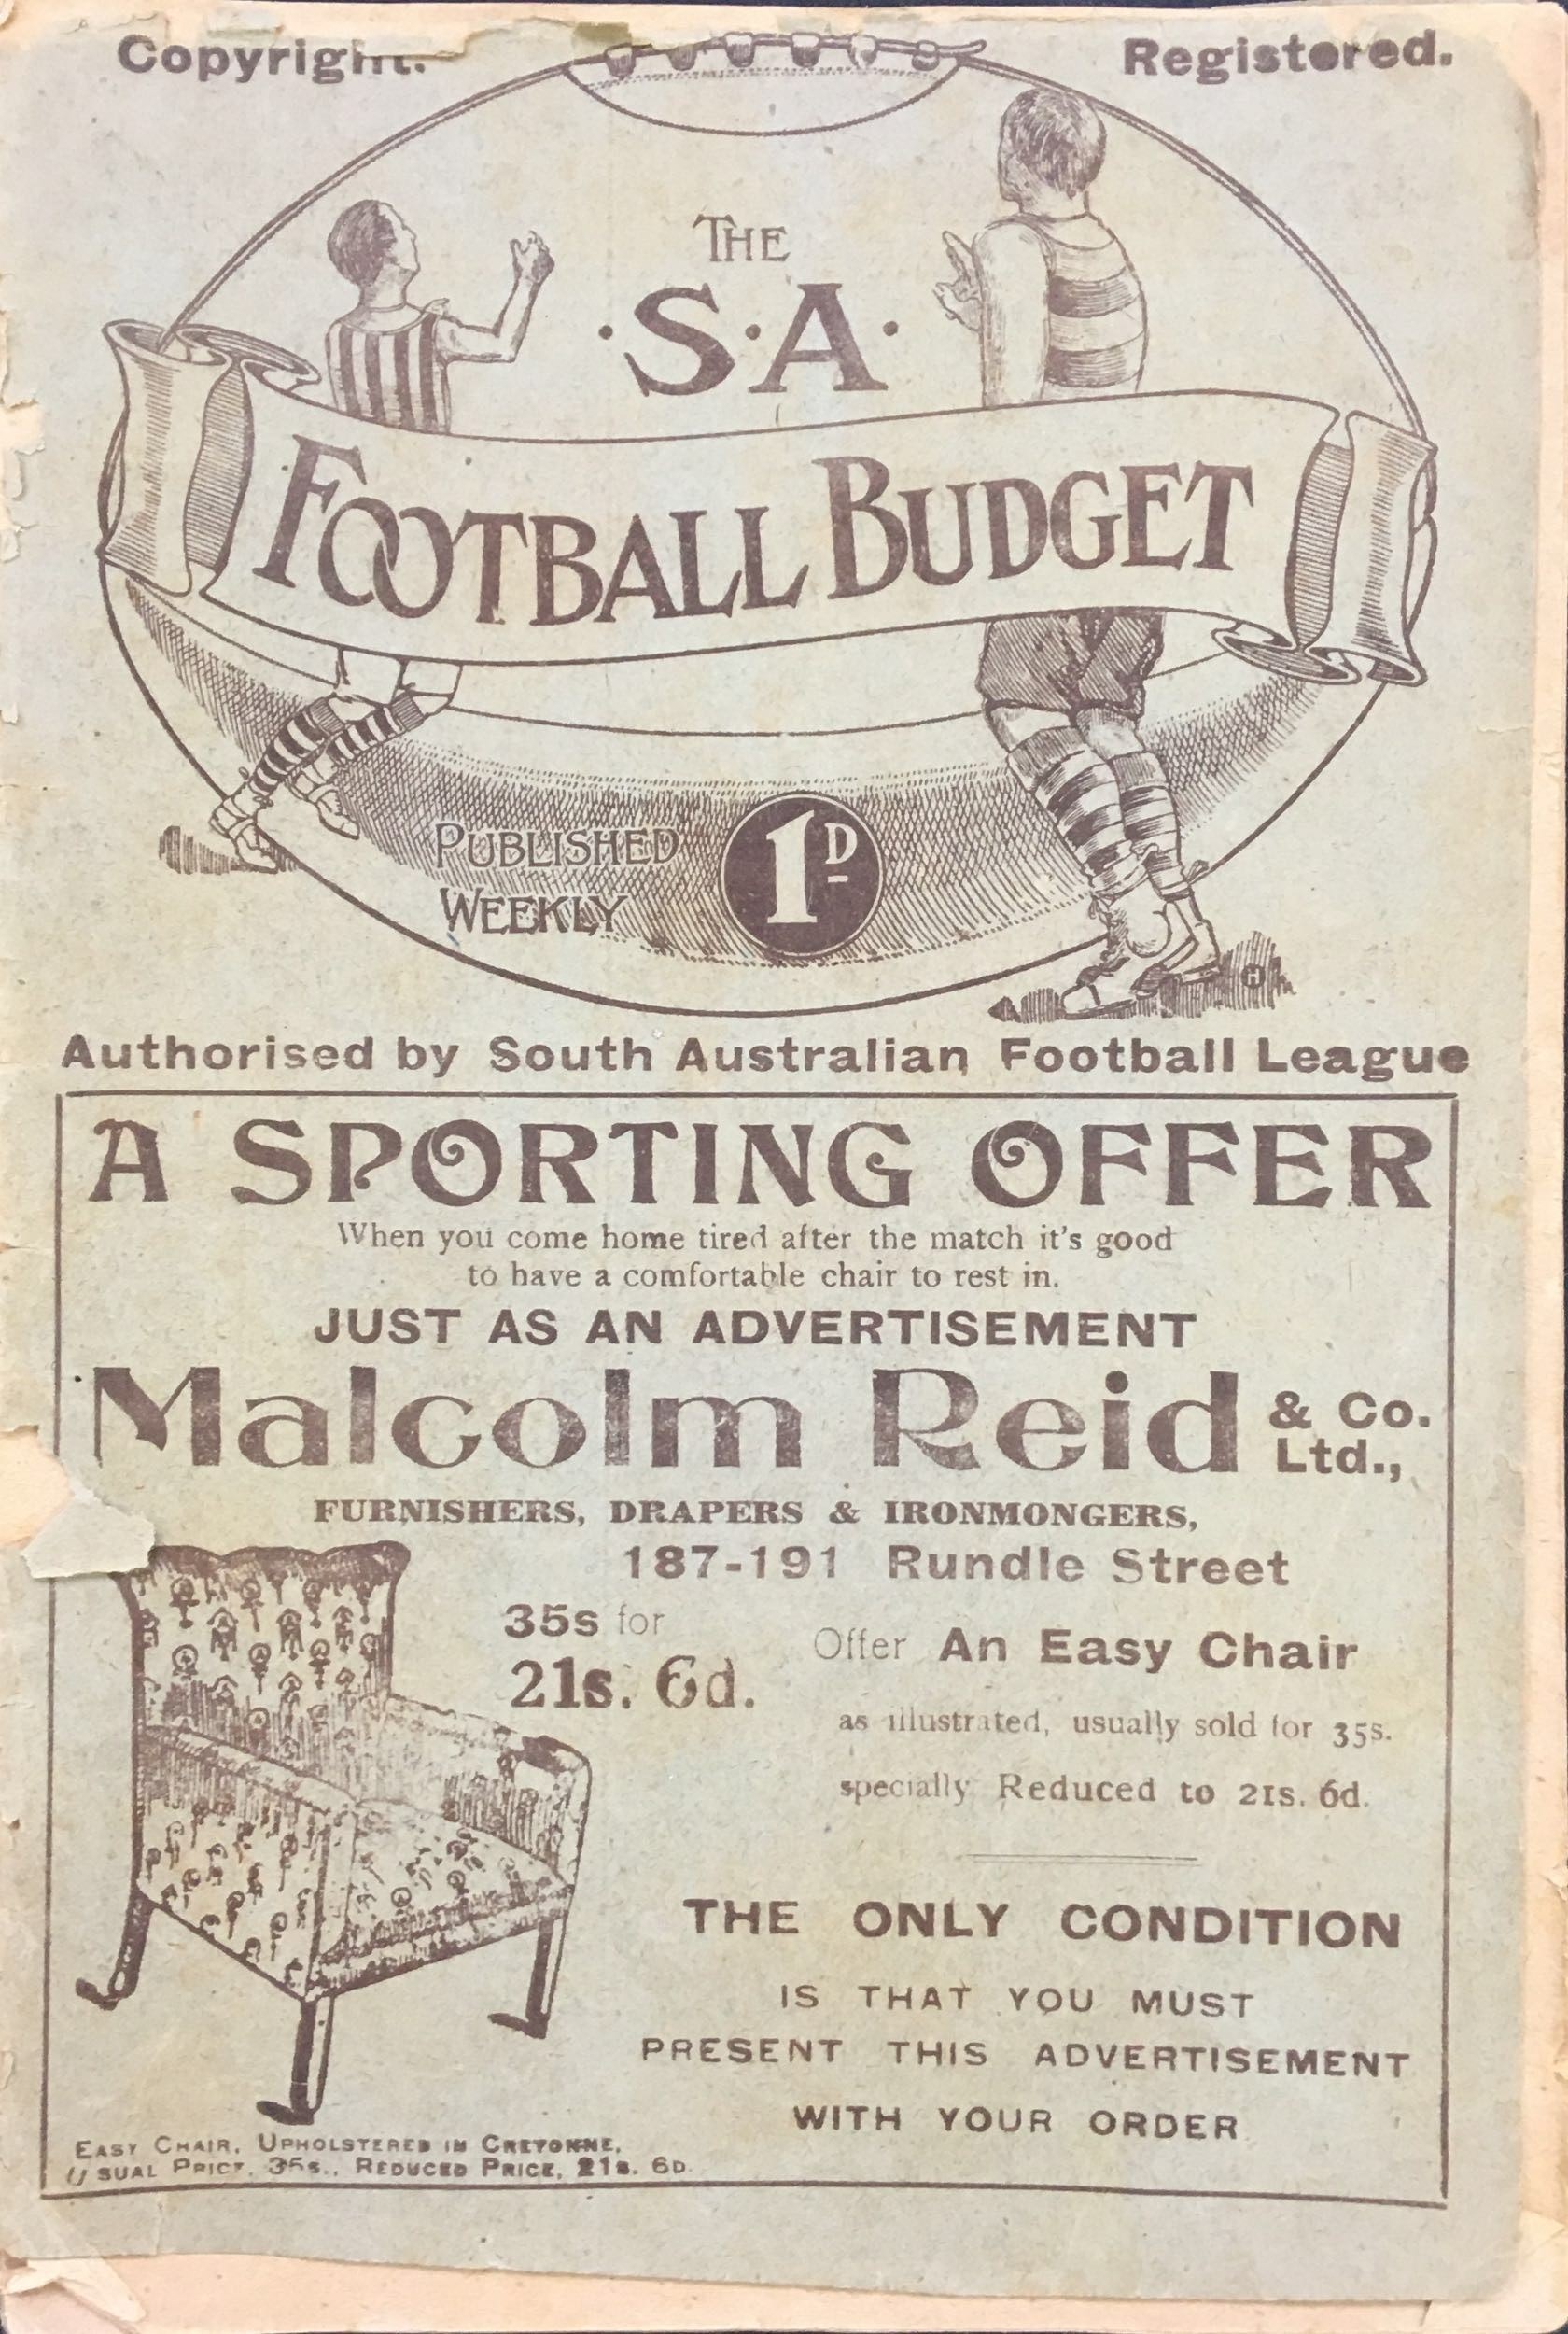 Copyright.
Registered.
THE
·S·A·
FOOTBALL BUDGET
PUBLISHED
WEEKLY
1D
H
Authorised by South Australian Football League
A SPORTING OFFER
When you come home tired after the match it's good
to have a comfortable chair to rest in.
JUST AS AN ADVERTISEMENT
Malcolm Reid & Co.
Ltd.,
FURNISHERS, DRAPERS & IRONMONGERS,
187-191 Rundle Street
35s for
21s. 6d.
Offer An Easy Chair
as illustrated, usually sold for 35s.
specially Reduced to 21s. 6d.
THE ONLY CONDITION
IS THAT YOU MUST
PRESENT THIS ADVERTISEMENT
WITH YOUR ORDER
EASY CHAIR, UPHOLSTERED IN CRETONNE,
USUAL PRICE, 35s., REDUCED PRICE, 21s. 6D.